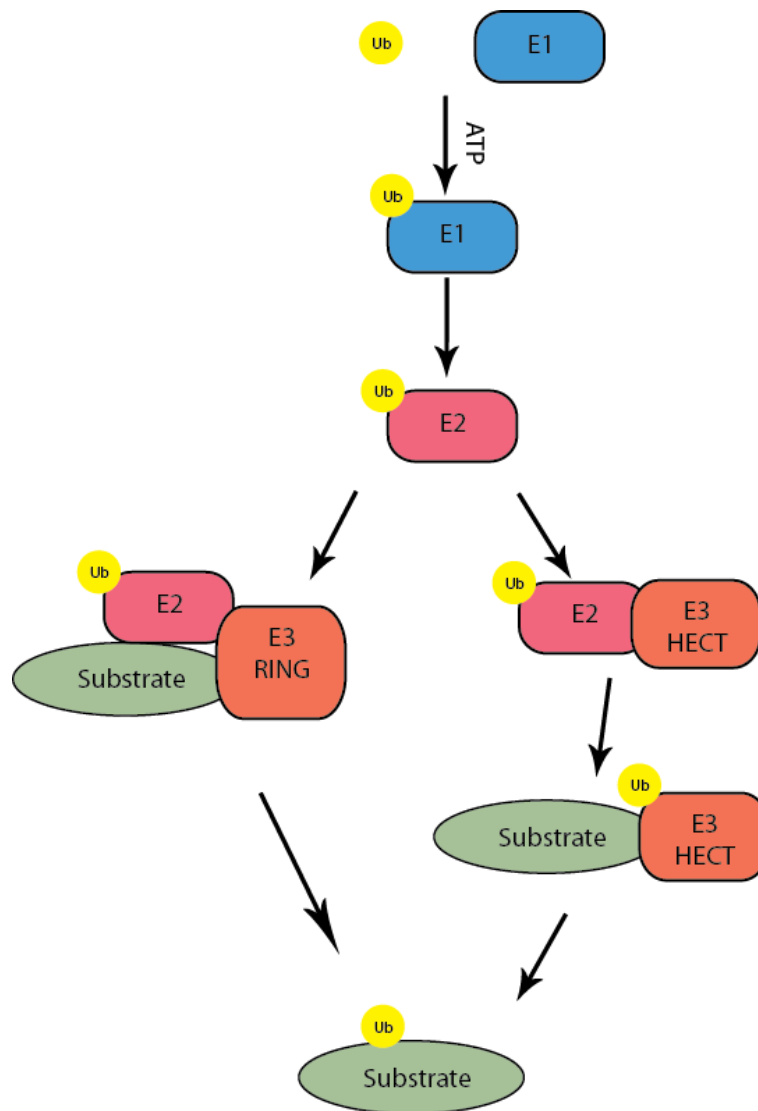 Ub
E1
ATP
Ub
E1
Ub
E2
Ub
E2
E3
RING
Substrate
Ub
E2
E3
HECT
Ub
Substrate
E3
HECT
Ub
Substrate